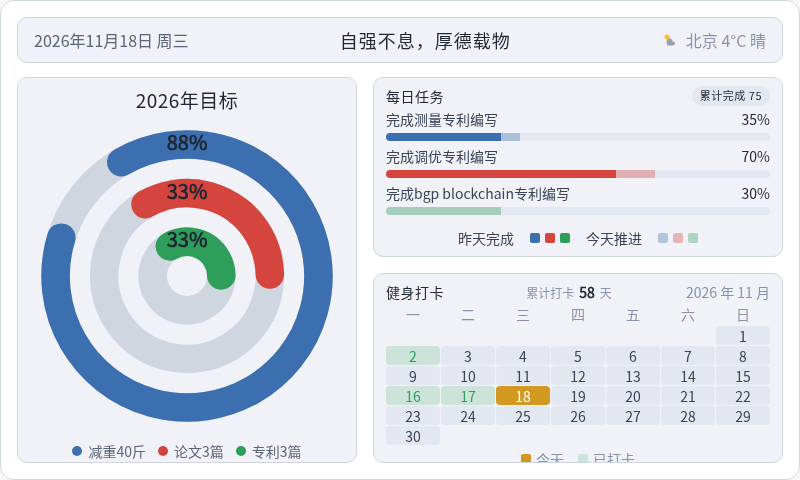 2026年11月18日 周三
自强不息，厚德载物
北京 4°C 晴
2026年目标
88%
33%
33%
减重40斤 论文3篇 专利3篇
每日任务 累计完成 75
完成测量专利编写 35%
完成调优专利编写 70%
完成bgp blockchain专利编写 30%
昨天完成 今天推进
健身打卡 累计打卡 58 天 2026 年 11 月
一 二 三 四 五 六 日
1
2 3 4 5 6 7 8
9 10 11 12 13 14 15
16 17 18 19 20 21 22
23 24 25 26 27 28 29
30
今天 已打卡